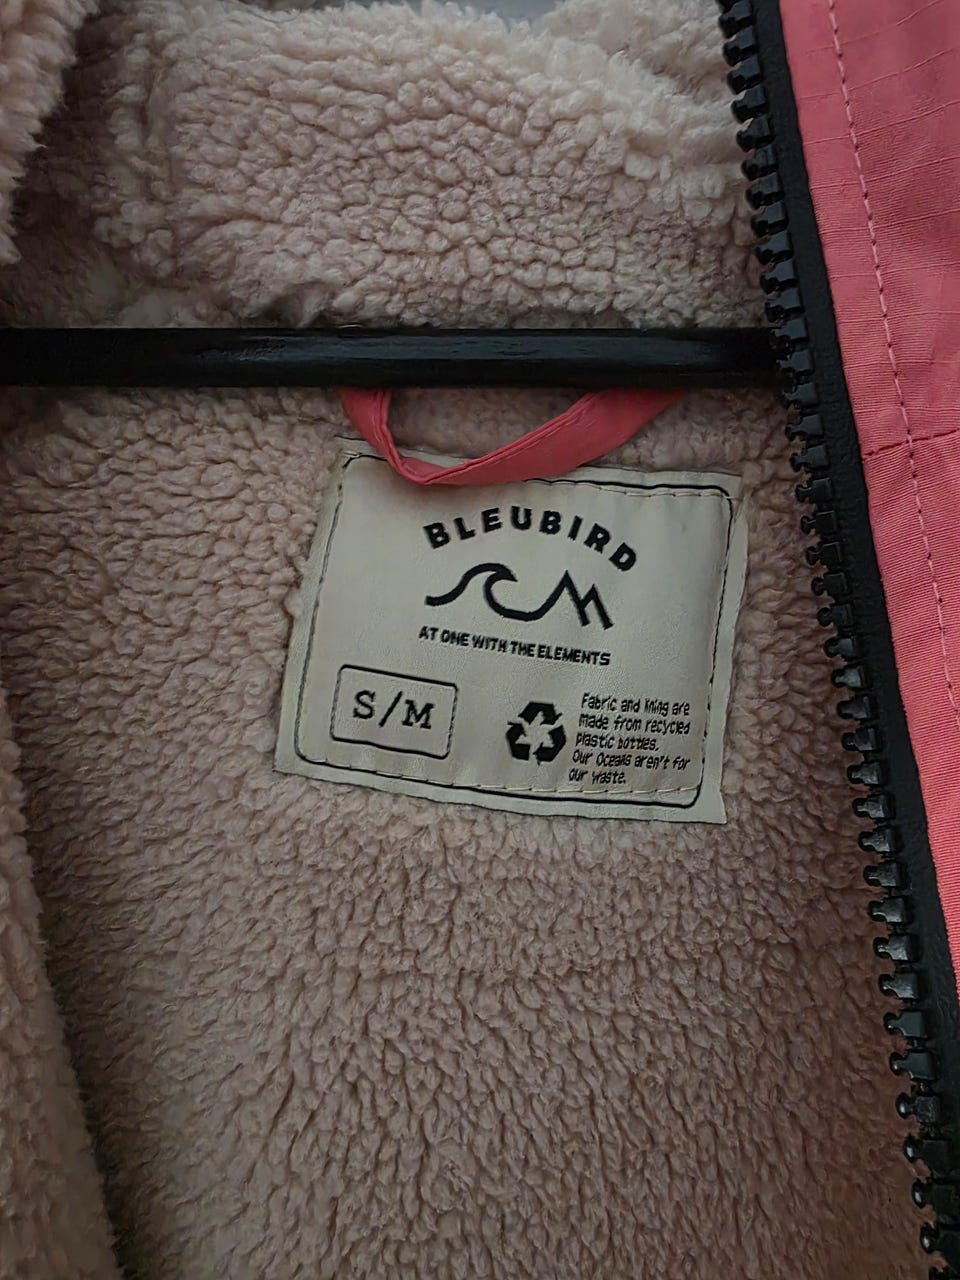 BLEUBIRD
AT ONE WITH THE ELEMENTS
S/M
Fabric and lining are
made from recycled
plastic bottles.
Our Oceans aren't for
our waste.